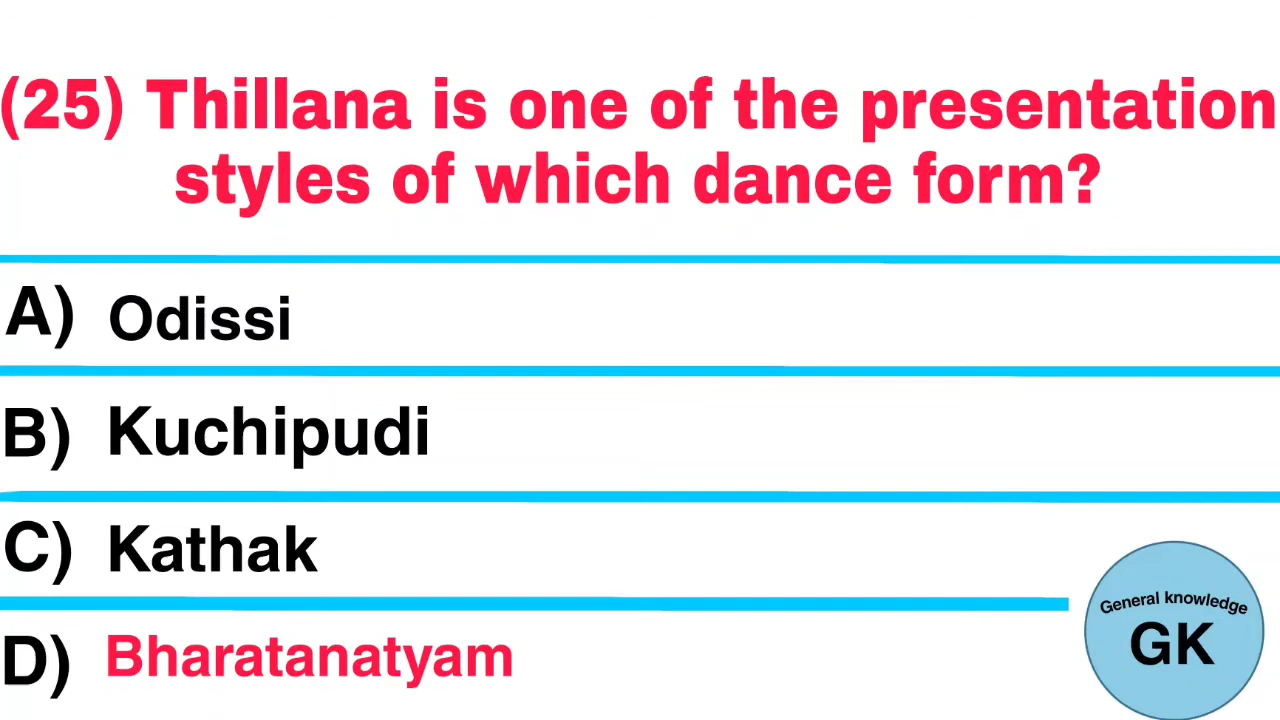 (25) Thillana is one of the presentation
styles of which dance form?
A) Odissi
B) Kuchipudi
C) Kathak
D) Bharatanatyam
General knowledge
GK